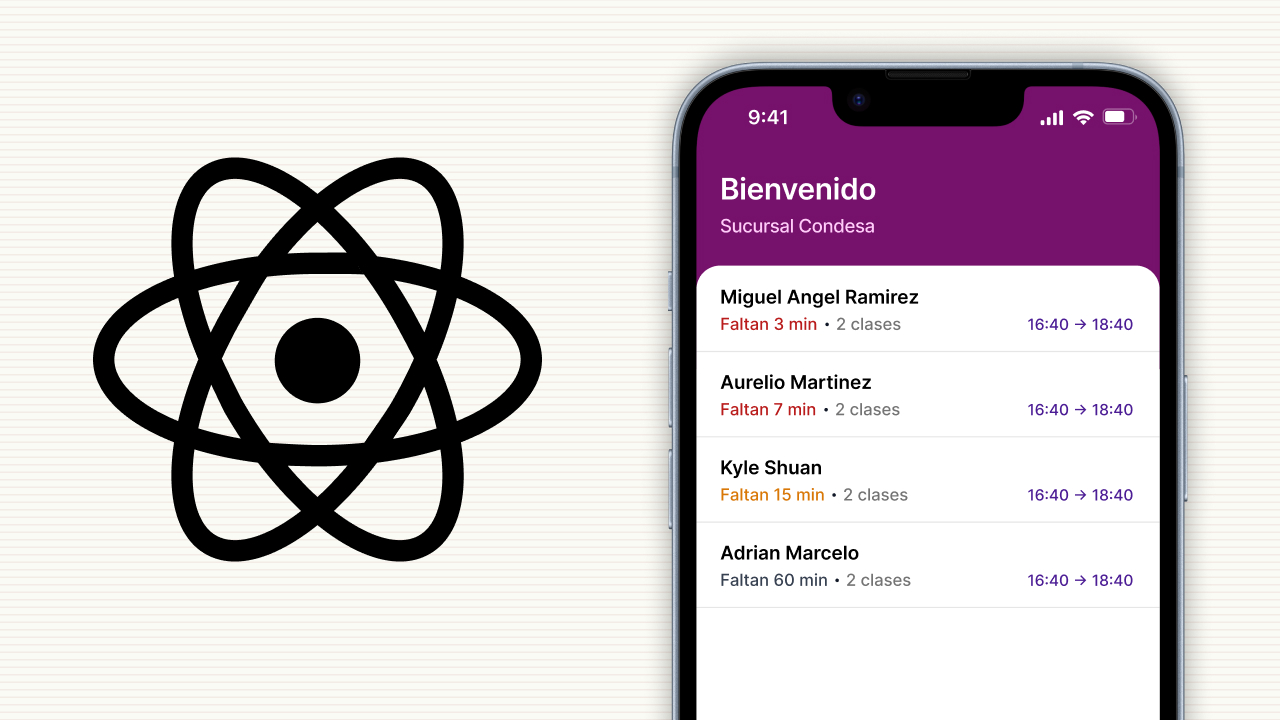 9:41
Bienvenido
Sucursal Condesa
Miguel Angel Ramirez
Faltan 3 min • 2 clases 16:40 → 18:40
Aurelio Martinez
Faltan 7 min • 2 clases 16:40 → 18:40
Kyle Shuan
Faltan 15 min • 2 clases 16:40 → 18:40
Adrian Marcelo
Faltan 60 min • 2 clases 16:40 → 18:40